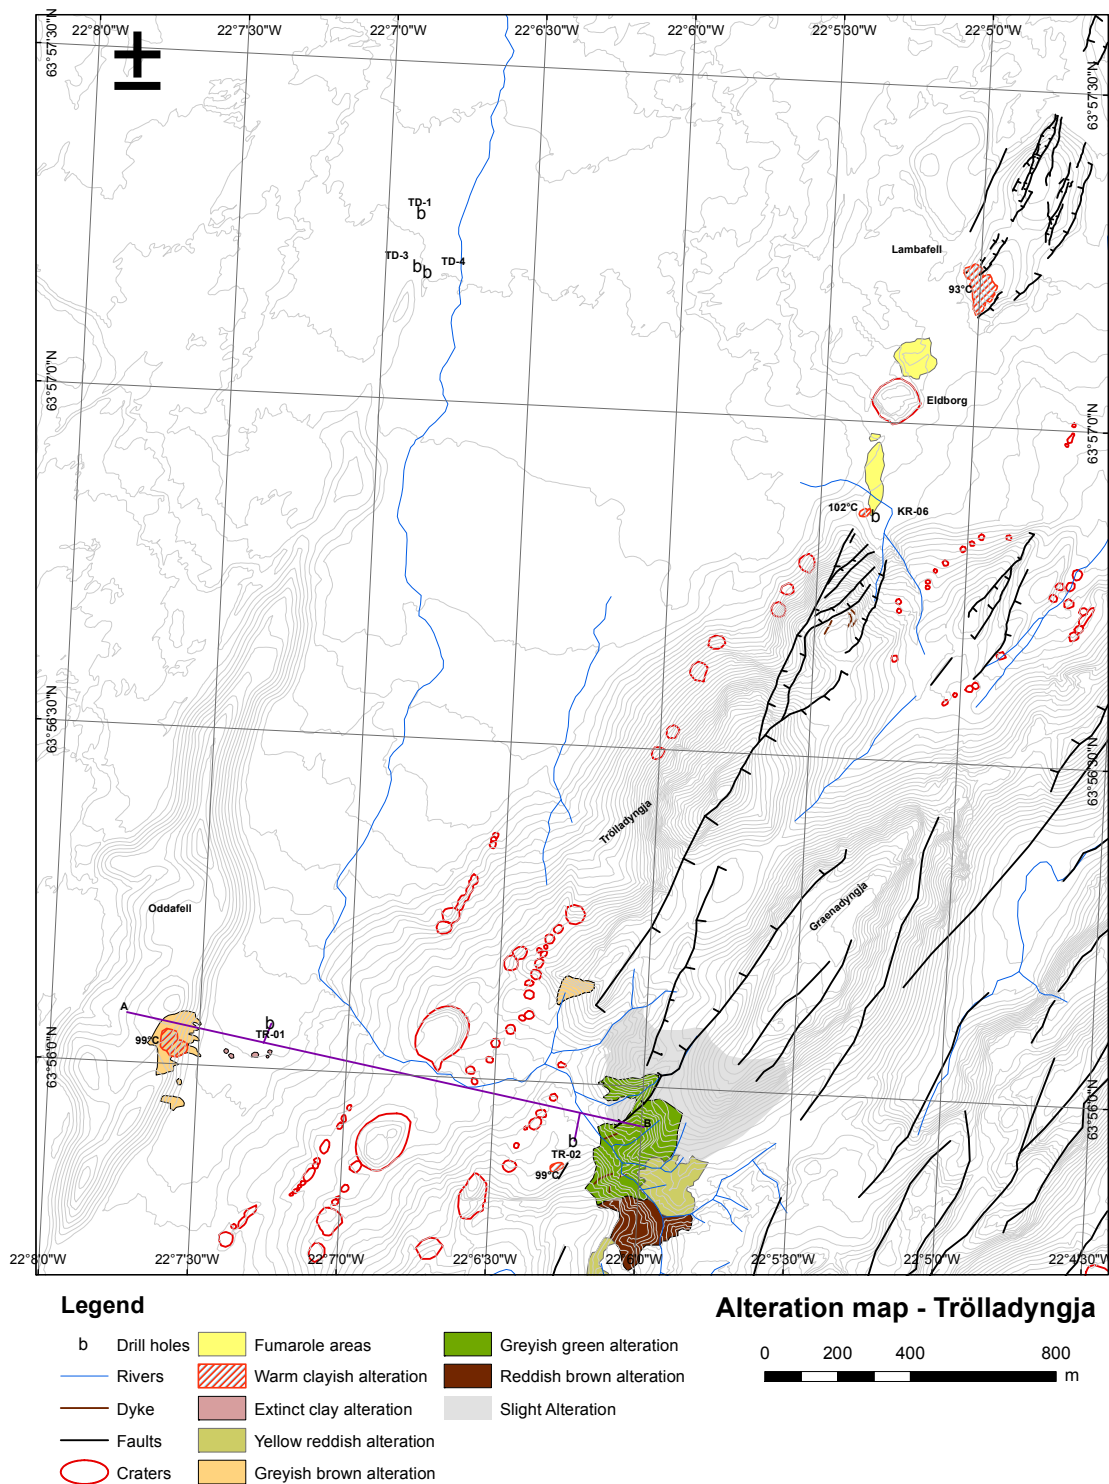 22°8'0"W 22°7'30"W 22°7'0"W 22°6'30"W 22°6'0"W 22°5'30"W 22°5'0"W
63°57'30"N
63°57'30"N
TD-1
b
TD-3
b
b
TD-4
Lambafell
93°C
63°57'0"N
63°57'0"N
Eldborg
102°C
b
KR-06
63°56'30"N
63°56'30"N
Trölladyngja
Graenadyngja
Oddafell
A
b
TR-01
99°C
63°56'0"N
63°56'0"N
B
b
TR-02
99°C
22°8'0"W 22°7'30"W 22°7'0"W 22°6'30"W 22°6'0"W 22°5'30"W 22°5'0"W 22°4'30"W
Legend
b Drill holes
Rivers
Dyke
Faults
Craters
Fumarole areas
Warm clayish alteration
Extinct clay alteration
Yellow reddish alteration
Greyish brown alteration
Greyish green alteration
Reddish brown alteration
Slight Alteration
Alteration map - Trölladyngja
0 200 400 800
m